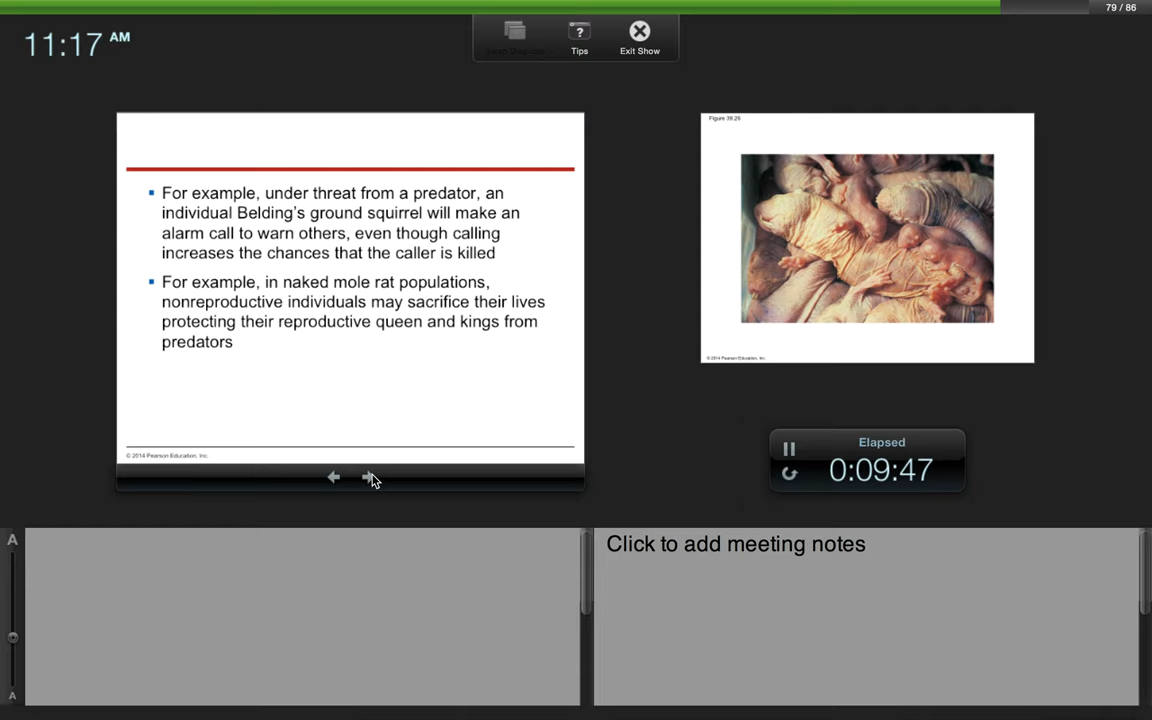 79 / 86
11:17 AM
Tips
Exit Show
Figure 39.26
For example, under threat from a predator, an
individual Belding's ground squirrel will make an
alarm call to warn others, even though calling
increases the chances that the caller is killed
For example, in naked mole rat populations,
nonreproductive individuals may sacrifice their lives
protecting their reproductive queen and kings from
predators
© 2014 Pearson Education, Inc.
© 2014 Pearson Education, Inc.
Elapsed
0:09:47
A
Click to add meeting notes
A